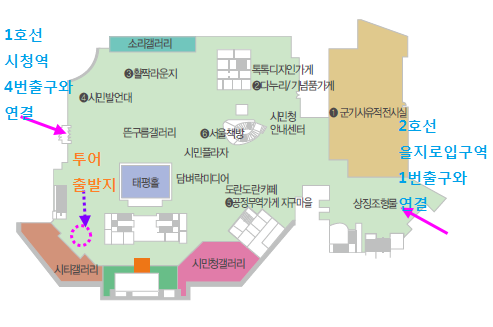 1호선
시청역
4번출구와
연결
소리갤러리
❸활짝라운지
톡톡디자인가게
❷다누리/기념품가게
❹시민발언대
❶군기시유적전시실
시민청
안내센터
뜬구름갤러리
❻서울책방
2호선
을지로입구역
1번출구와
연결
시민플라자
투어
출발지
태평홀
담벼락미디어
도란도란카페
❺공정무역가게 지구마을
상징조형물
시티갤러리
시민청갤러리